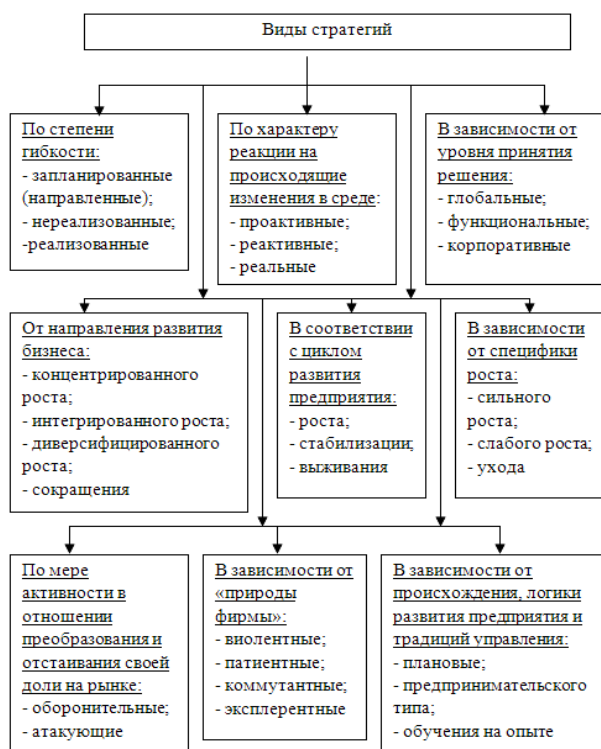 Виды стратегий
По степени
гибкости:
- запланированные
(направленные);
- нереализованные;
-реализованные
По характеру
реакции на
происходящие
изменения в среде:
- проактивные;
- реактивные;
- реальные
В зависимости от
уровня принятия
решения:
- глобальные;
- функциональные;
- корпоративные
От направления развития
бизнеса:
- концентрированного
роста;
- интегрированного роста;
- диверсифицированного
роста;
- сокращения
В соответствии
с циклом
развития
предприятия:
- роста;
- стабилизации;
- выживания
В зависимости
от специфики
роста:
- сильного
роста;
- слабого роста;
- ухода
По мере
активности в
отношении
преобразования и
отстаивания своей
доли на рынке:
- оборонительные;
- атакующие
В зависимости от
«природы
фирмы»:
- виолентные;
- патиентные;
- коммутантные;
- эксплерентные
В зависимости от
происхождения, логики
развития предприятия и
традиций управления:
- плановые;
- предпринимательского
типа;
- обучения на опыте